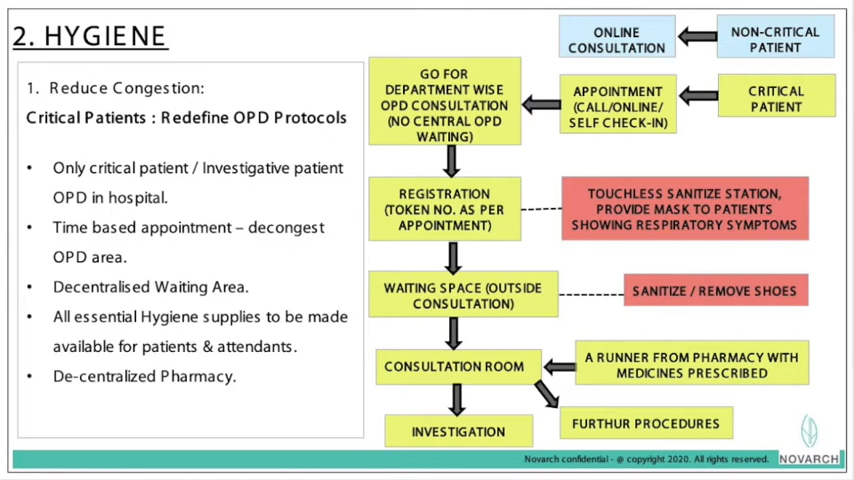 2. HYGIENE
1. Reduce Congestion:
Critical Patients : Redefine OPD Protocols
• Only critical patient / Investigative patient
OPD in hospital.
• Time based appointment – decongest
OPD area.
• Decentralised Waiting Area.
• All essential Hygiene supplies to be made
available for patients & attendants.
• De-centralized Pharmacy.
ONLINE
CONSULTATION
NON-CRITICAL
PATIENT
GO FOR
DEPARTMENT WISE
OPD CONSULTATION
(NO CENTRAL OPD
WAITING)
APPOINTMENT
(CALL/ONLINE/
SELF CHECK-IN)
CRITICAL
PATIENT
REGISTRATION
(TOKEN NO. AS PER
APPOINTMENT)
TOUCHLESS SANITIZE STATION,
PROVIDE MASK TO PATIENTS
SHOWING RESPIRATORY SYMPTOMS
WAITING SPACE (OUTSIDE
CONSULTATION)
SANITIZE / REMOVE SHOES
CONSULTATION ROOM
A RUNNER FROM PHARMACY WITH
MEDICINES PRESCRIBED
INVESTIGATION
FURTHUR PROCEDURES
Novarch confidential - @ copyright 2020. All rights reserved.
NOVARCH